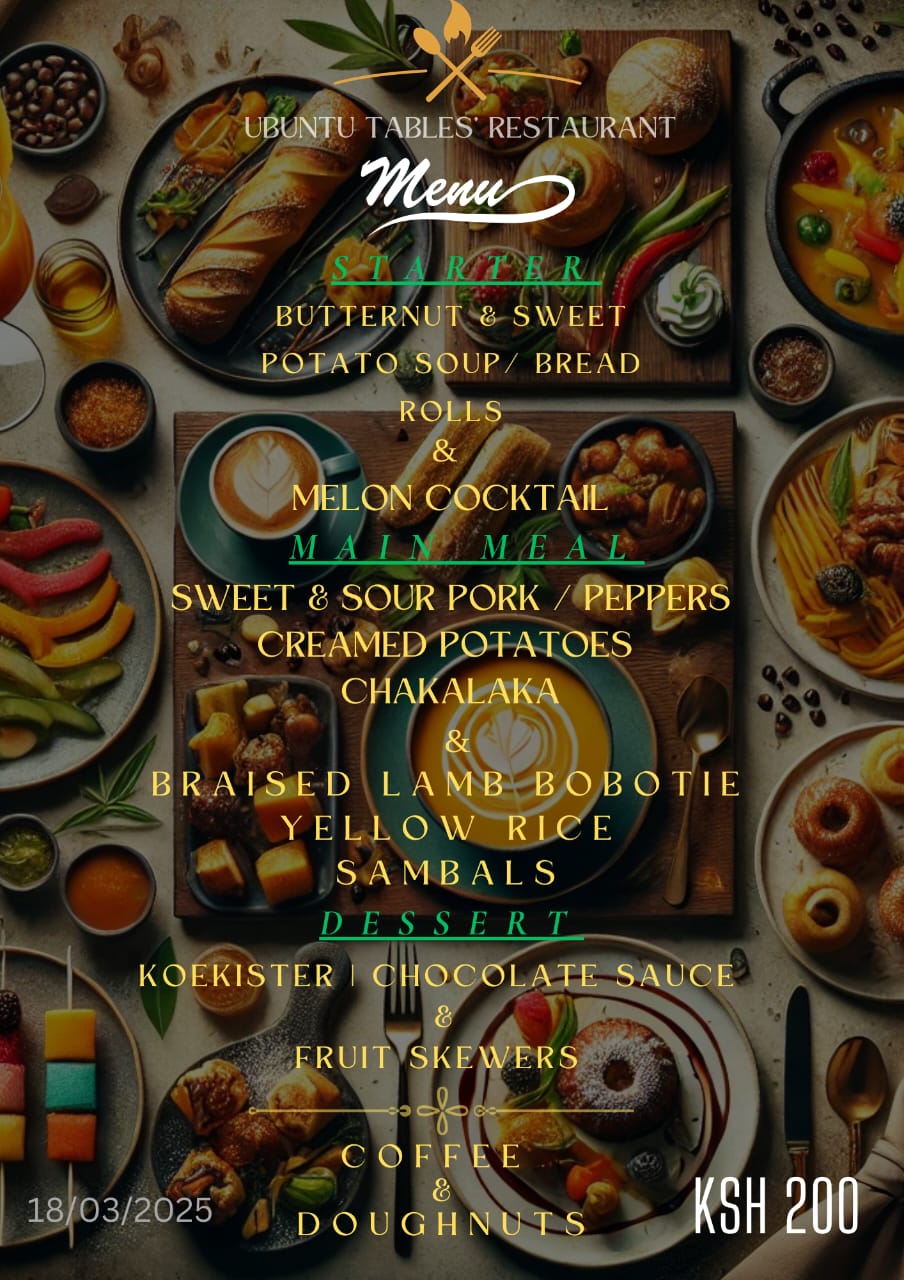 UBUNTU TABLES' RESTAURANT
Menu
STARTER
BUTTERNUT & SWEET
POTATO SOUP/ BREAD
ROLLS
&
MELON COCKTAIL
MAIN MEAL
SWEET & SOUR PORK / PEPPERS
CREAMED POTATOES
CHAKALAKA
&
BRAISED LAMB BOBOTIE
YELLOW RICE
SAMBALS
DESSERT
KOEKISTER | CHOCOLATE SAUCE
&
FRUIT SKEWERS
COFFEE
&
DOUGHNUTS
18/03/2025
KSH 200